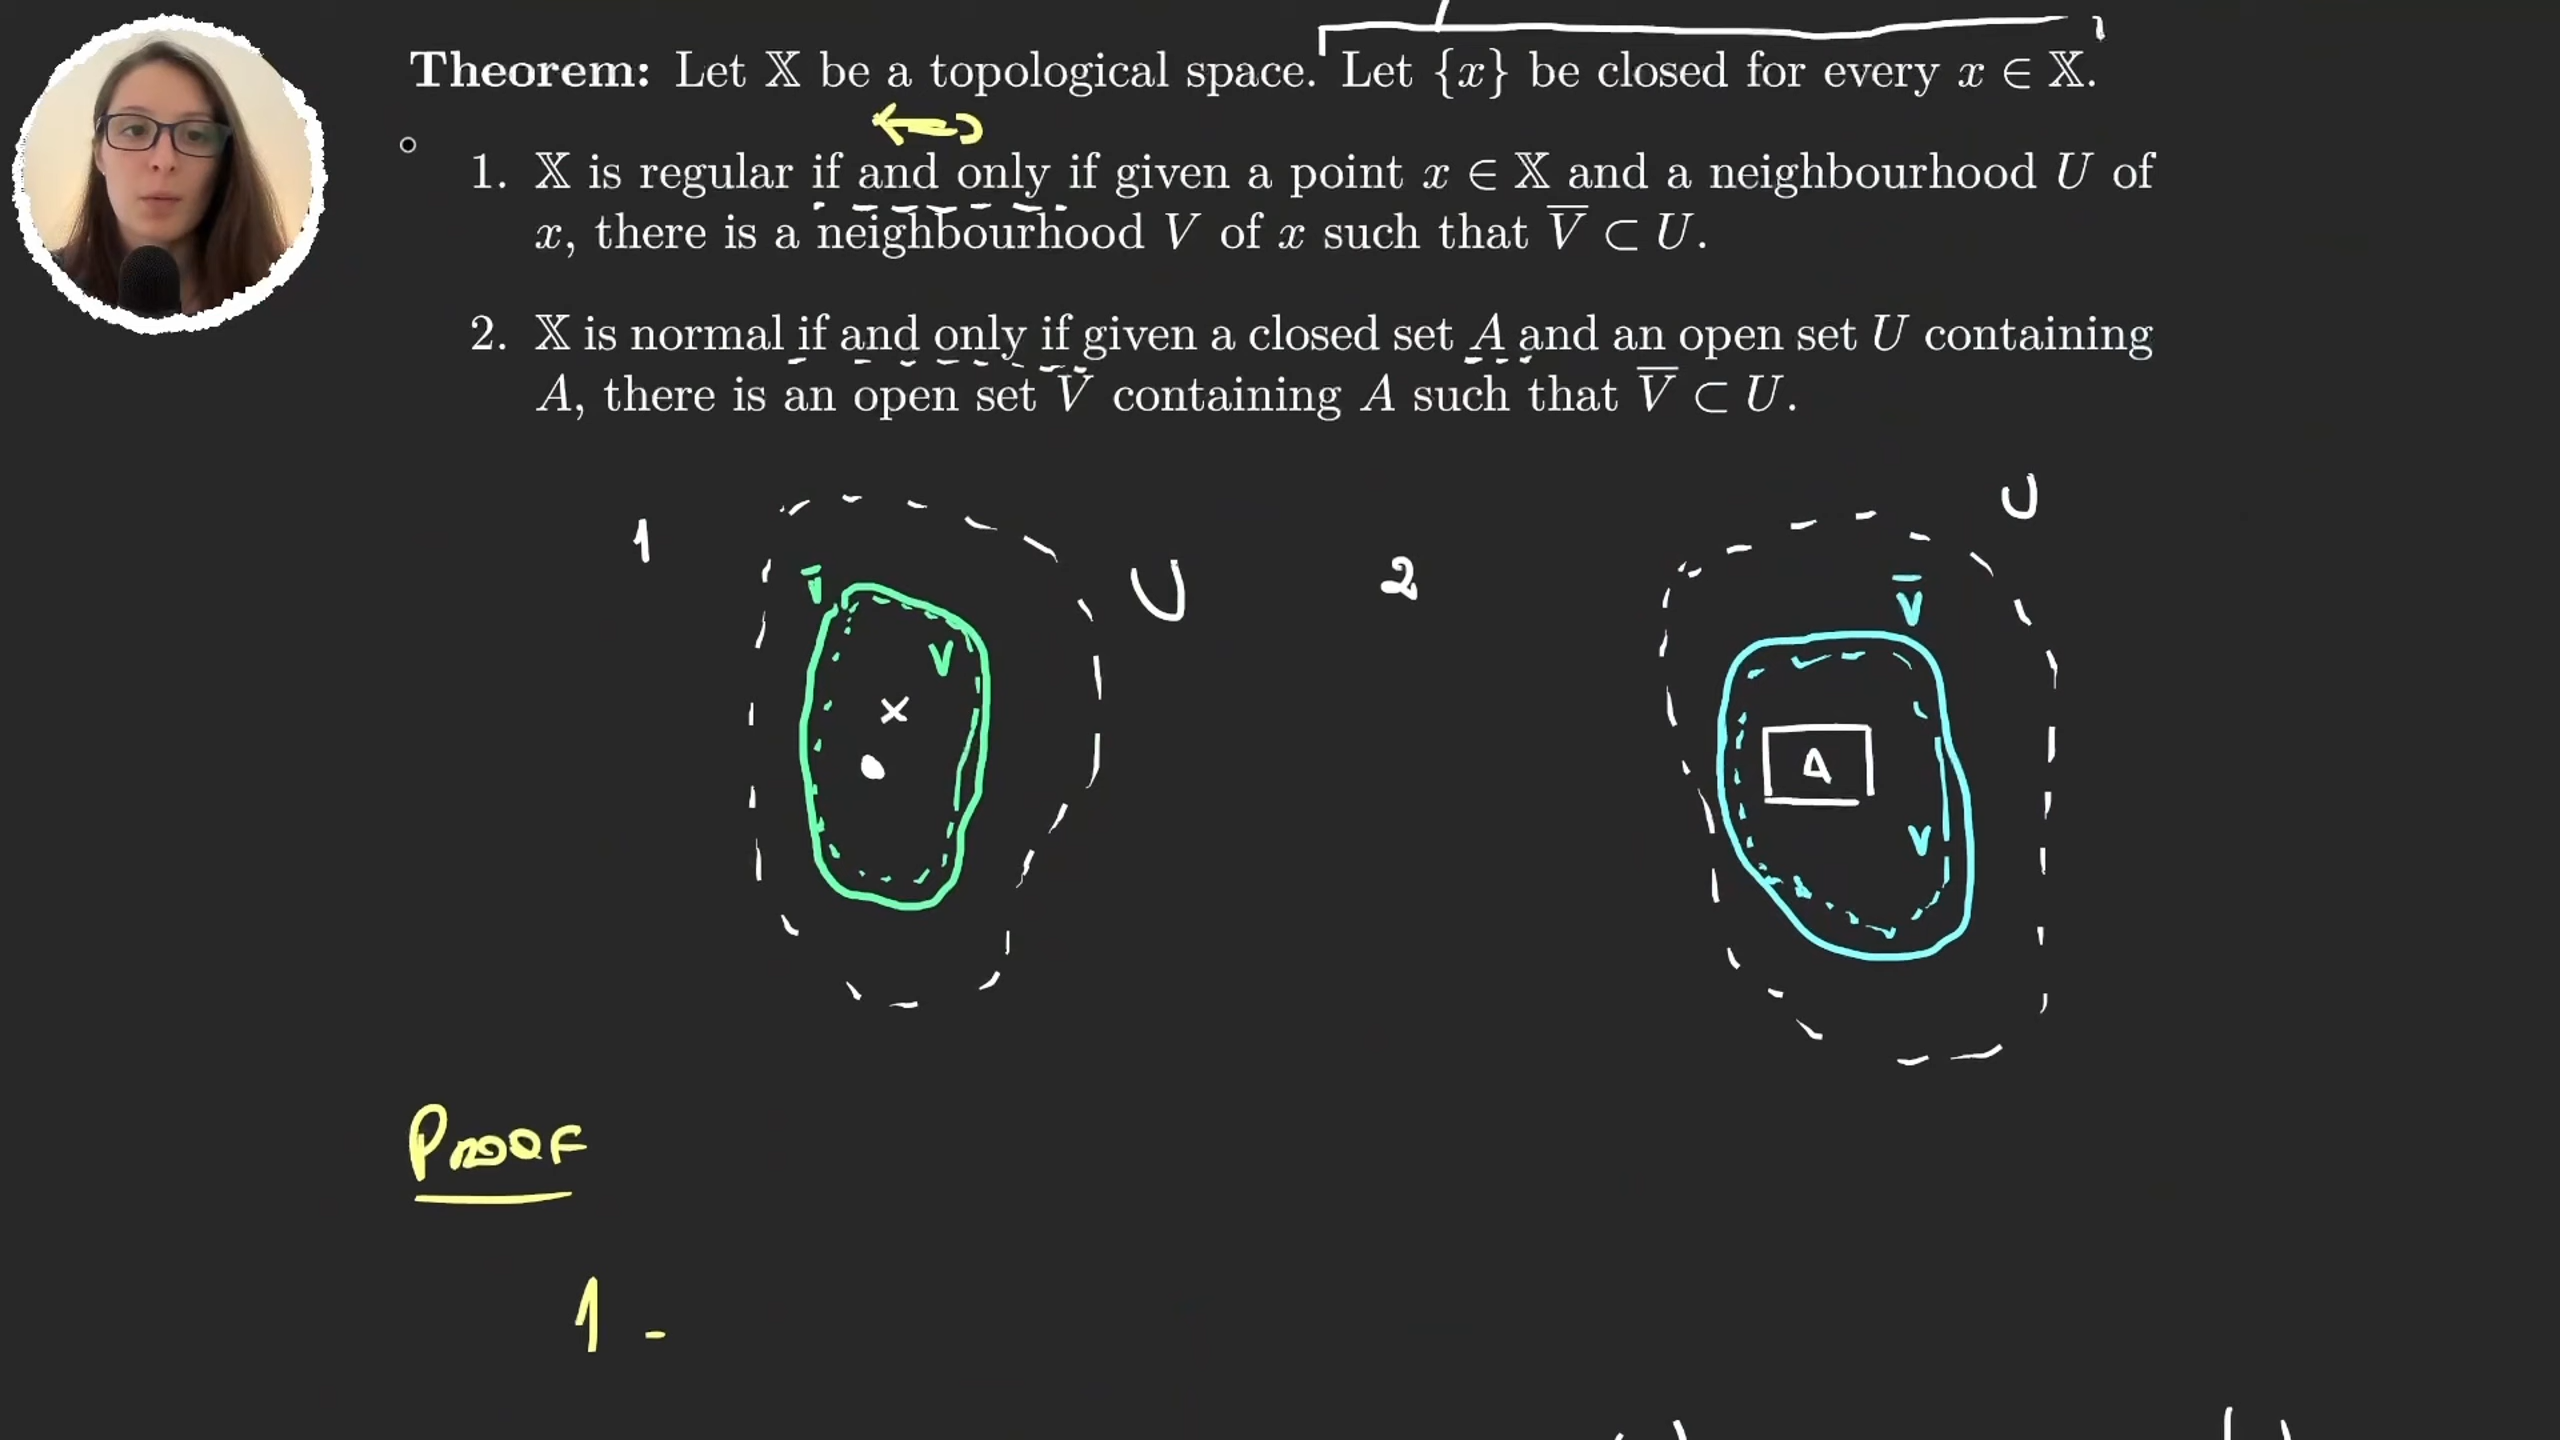 Theorem: Let 𝕏 be a topological space. Let {x} be closed for every x ∈ 𝕏.
1. 𝕏 is regular if and only if given a point x ∈ 𝕏 and a neighbourhood U of
x, there is a neighbourhood V of x such that V̅ ⊂ U.
2. 𝕏 is normal if and only if given a closed set A and an open set U containing
A, there is an open set V containing A such that V̅ ⊂ U.
1
V̅
V
x
U
2
U
V̅
A
V
Proof
1 -